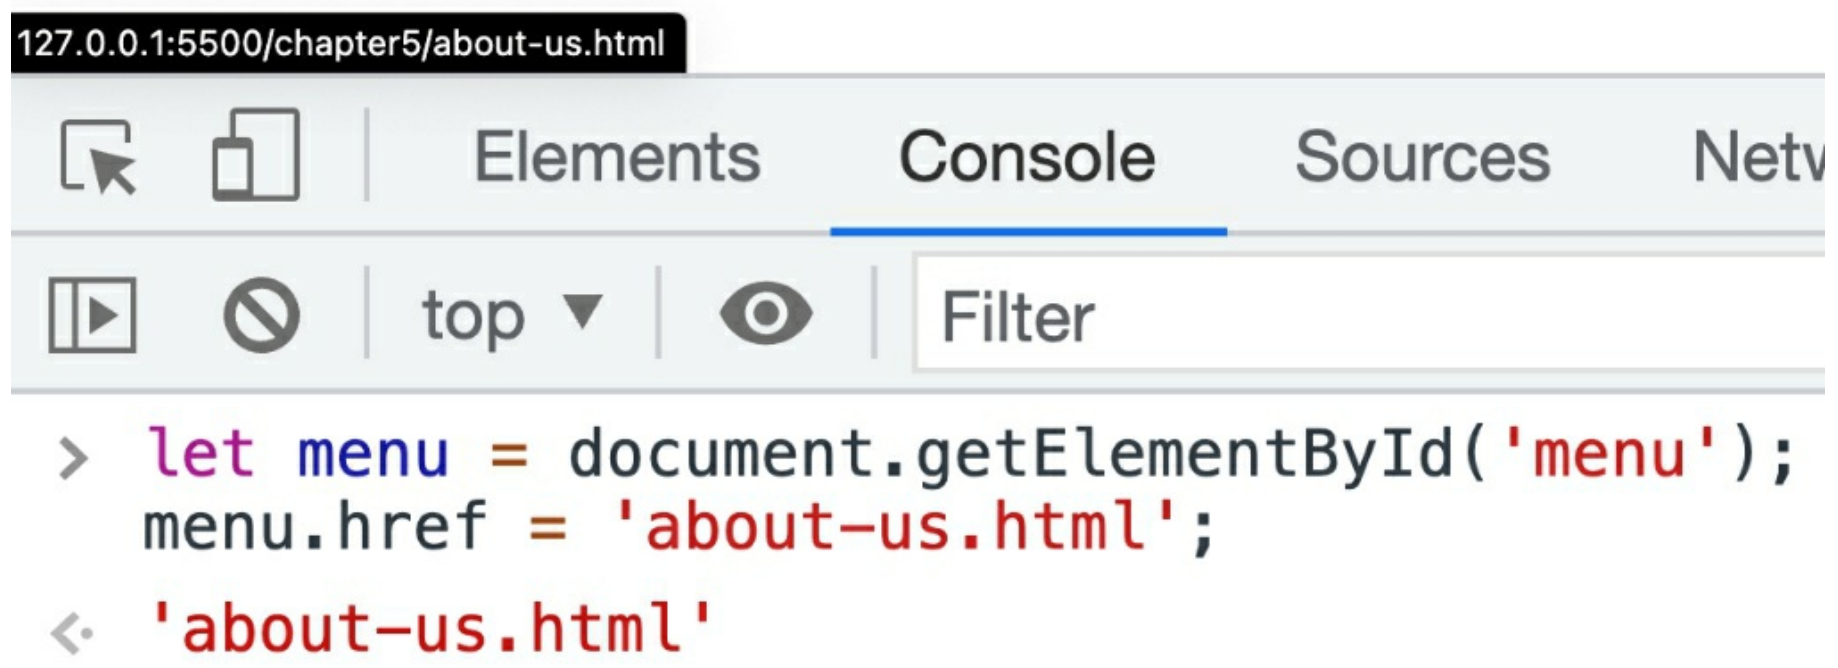 127.0.0.1:5500/chapter5/about-us.html
Elements Console Sources Netw
top Filter
let menu = document.getElementById('menu');
menu.href = 'about-us.html';
'about-us.html'